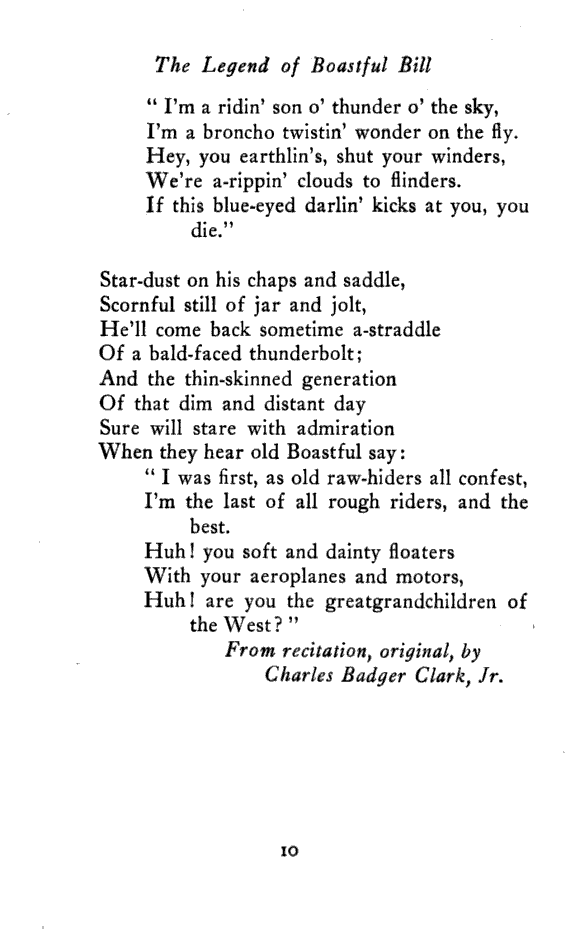 The Legend of Boastful Bill
" I'm a ridin' son o' thunder o' the sky,
I'm a broncho twistin' wonder on the fly.
Hey, you earthlin's, shut your winders,
We're a-rippin' clouds to flinders.
If this blue-eyed darlin' kicks at you, you
die."
Star-dust on his chaps and saddle,
Scornful still of jar and jolt,
He'll come back sometime a-straddle
Of a bald-faced thunderbolt;
And the thin-skinned generation
Of that dim and distant day
Sure will stare with admiration
When they hear old Boastful say:
" I was first, as old raw-hiders all confest,
I'm the last of all rough riders, and the
best.
Huh! you soft and dainty floaters
With your aeroplanes and motors,
Huh! are you the greatgrandchildren of
the West? "
From recitation, original, by
Charles Badger Clark, Jr.
10